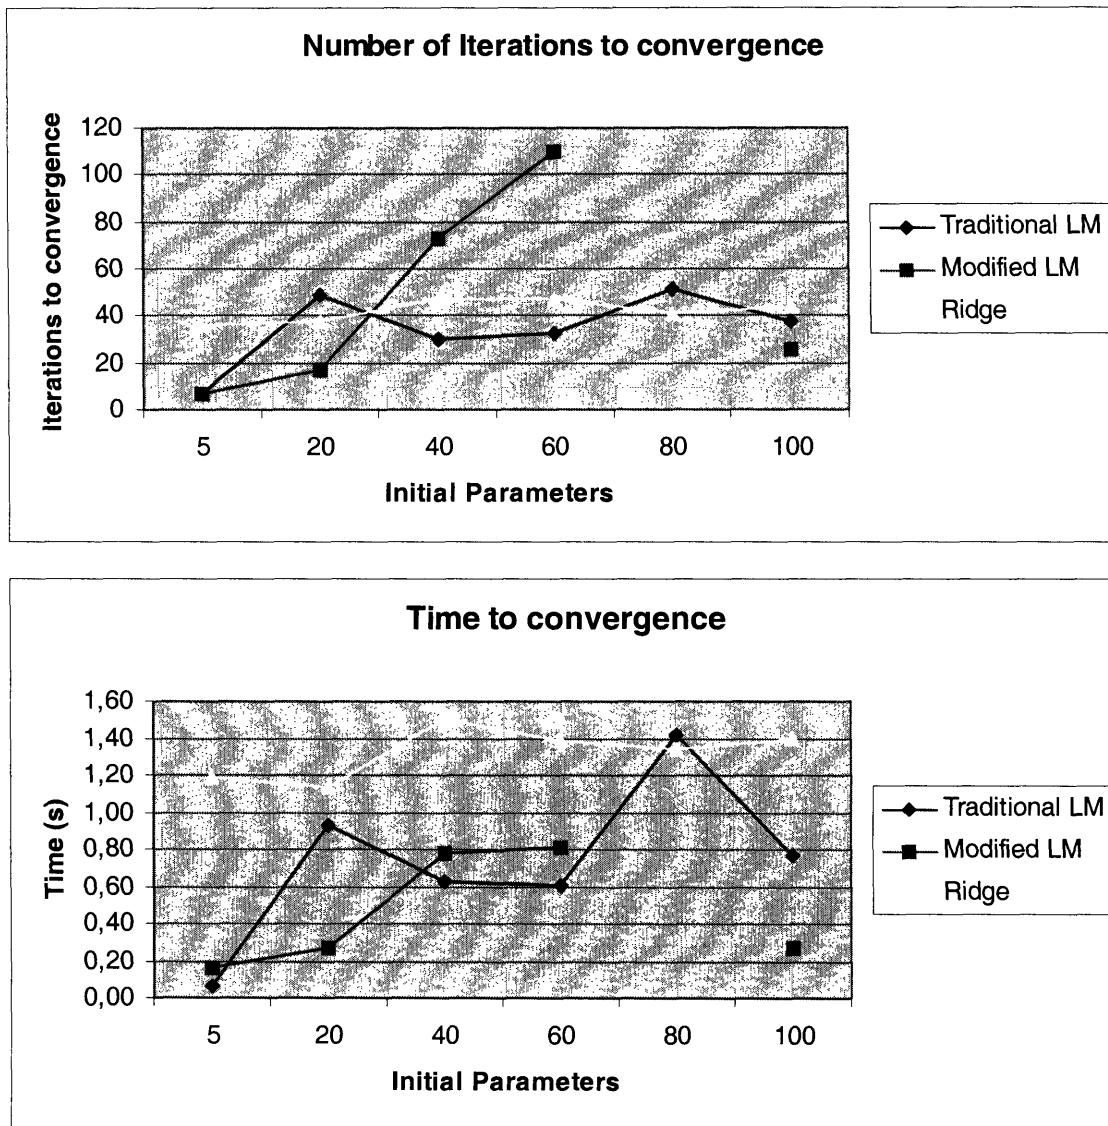 Number of Iterations to convergence
Iterations to convergence
120
100
80
60
40
20
0
5 20 40 60 80 100
Initial Parameters
Traditional LM
Modified LM
Ridge
Time to convergence
Time (s)
1,60
1,40
1,20
1,00
0,80
0,60
0,40
0,20
0,00
5 20 40 60 80 100
Initial Parameters
Traditional LM
Modified LM
Ridge